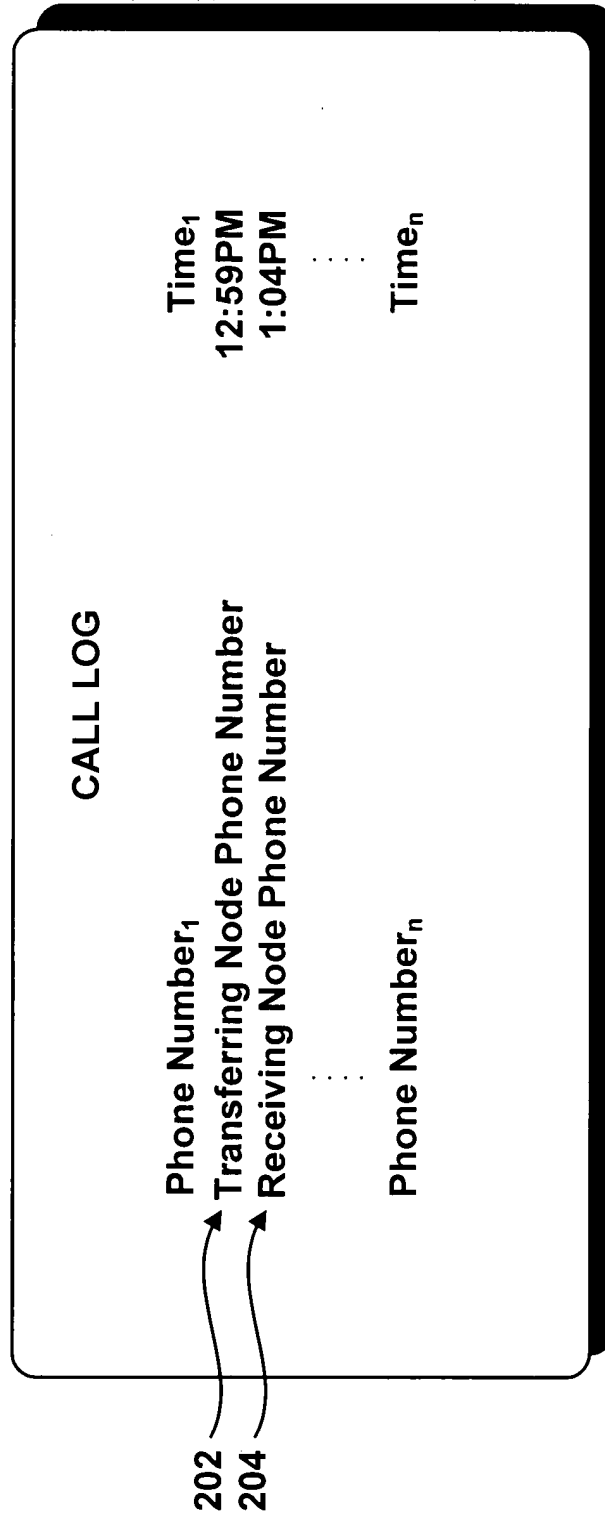 CALL LOG
Phone Number₁ Time₁
202 Transferring Node Phone Number 12:59PM
204 Receiving Node Phone Number 1:04PM
.... ....
Phone Numberₙ Timeₙ